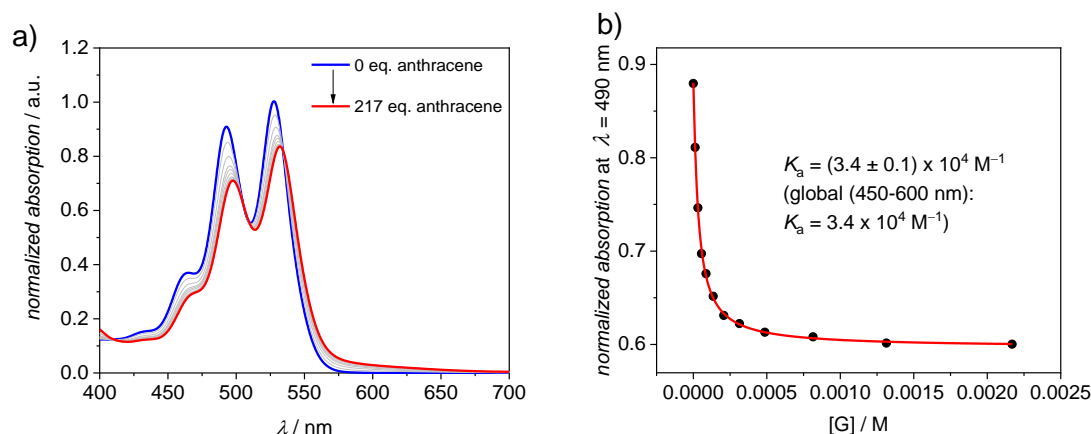 a)
normalized absorption / a.u.
1.2
1.0
0.8
0.6
0.4
0.2
0.0
0 eq. anthracene
217 eq. anthracene
400 450 500 550 600 650 700
λ / nm
b)
normalized absorption at λ = 490 nm
0.9
0.8
0.7
0.6
Kₐ = (3.4 ± 0.1) x 10⁴ M⁻¹
(global (450-600 nm):
Kₐ = 3.4 x 10⁴ M⁻¹)
0.0000 0.0005 0.0010 0.0015 0.0020 0.0025
[G] / M